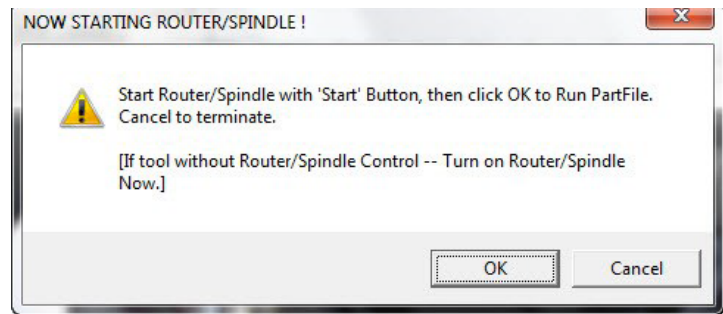 NOW STARTING ROUTER/SPINDLE !
Start Router/Spindle with 'Start' Button, then click OK to Run PartFile.
Cancel to terminate.
[If tool without Router/Spindle Control -- Turn on Router/Spindle
Now.]
OK
Cancel